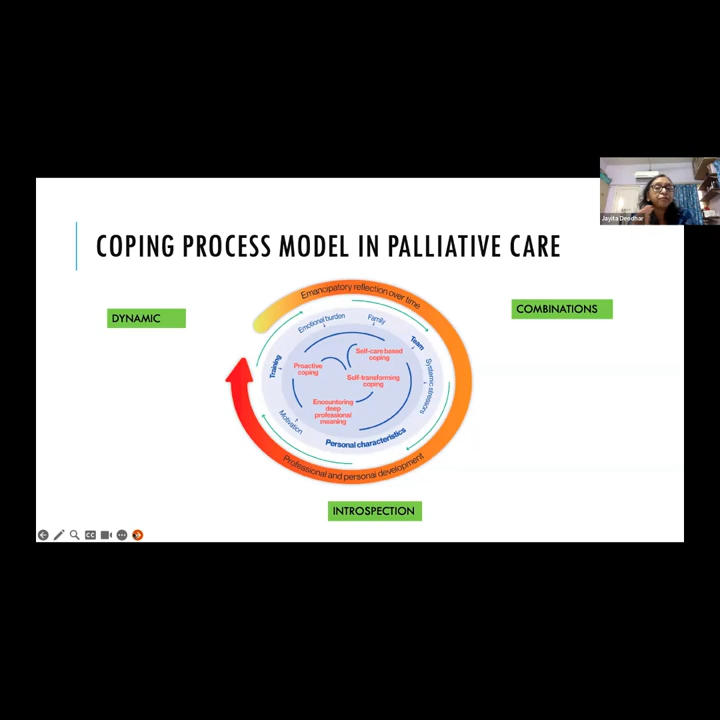 Jayita Deodhar
COPING PROCESS MODEL IN PALLIATIVE CARE
DYNAMIC
COMBINATIONS
Emancipatory reflection over time
Emotional burden
Family
Team
Training
Systemic stressors
Self-care based
coping
Proactive
coping
Self-transforming
coping
Encountering
deep
professional
meaning
Motivation
Personal characteristics
Professional and personal development
INTROSPECTION
CC